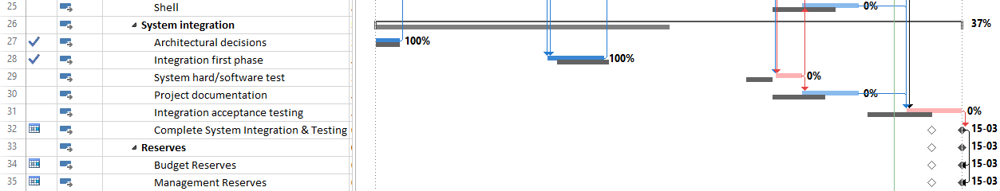 25 Shell 0%
26 System integration 37%
27 Architectural decisions 100%
28 Integration first phase 100%
29 System hard/software test 0%
30 Project documentation 0%
31 Integration acceptance testing 0%
32 Complete System Integration & Testing 15-03
33 Reserves 15-03
34 Budget Reserves 15-03
35 Management Reserves 15-03